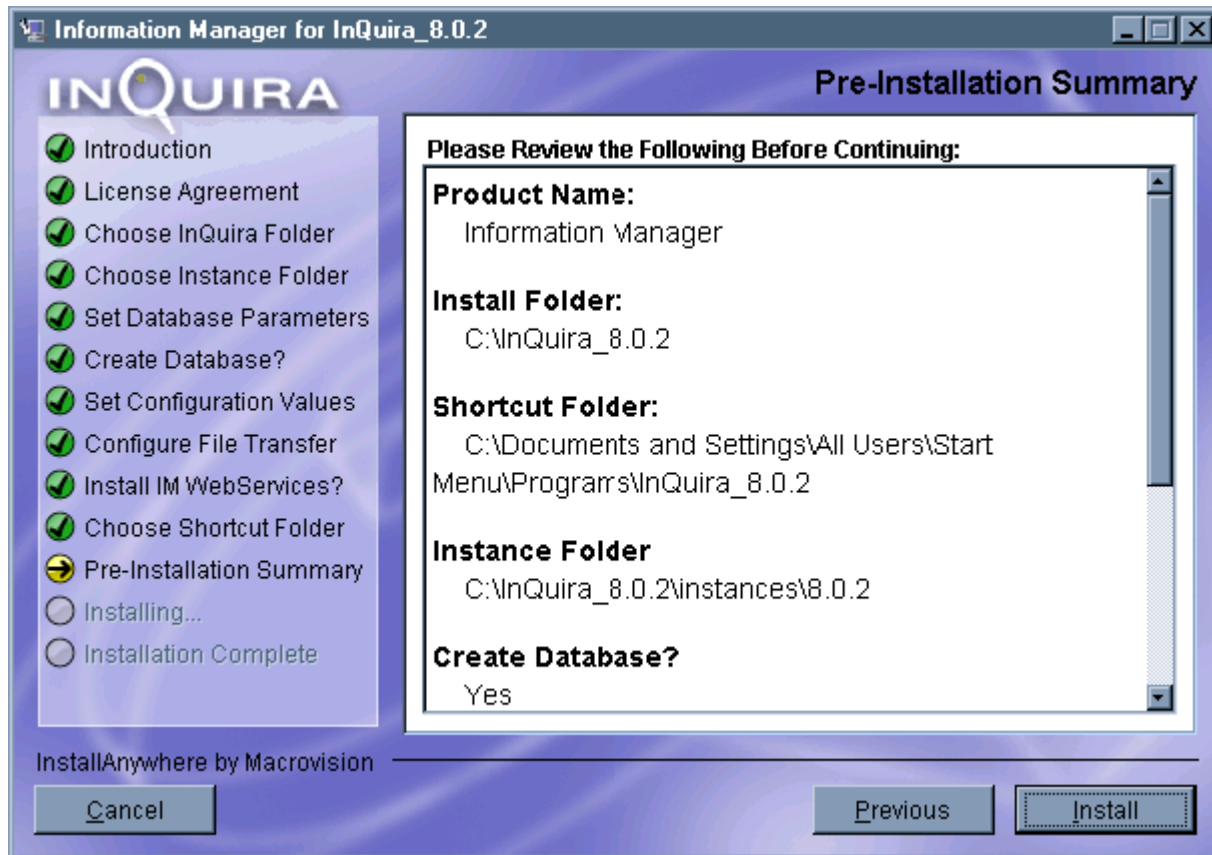 Information Manager for InQuira_8.0.2
INQUIRA
Pre-Installation Summary
Introduction
License Agreement
Choose InQuira Folder
Choose Instance Folder
Set Database Parameters
Create Database?
Set Configuration Values
Configure File Transfer
Install IM WebServices?
Choose Shortcut Folder
Pre-Installation Summary
Installing...
Installation Complete
Please Review the Following Before Continuing:
Product Name:
Information Manager
Install Folder:
C:\InQuira_8.0.2
Shortcut Folder:
C:\Documents and Settings\All Users\Start
Menu\Programs\InQuira_8.0.2
Instance Folder
C:\InQuira_8.0.2\instances\8.0.2
Create Database?
Yes
InstallAnywhere by Macrovision
Cancel
Previous
Install